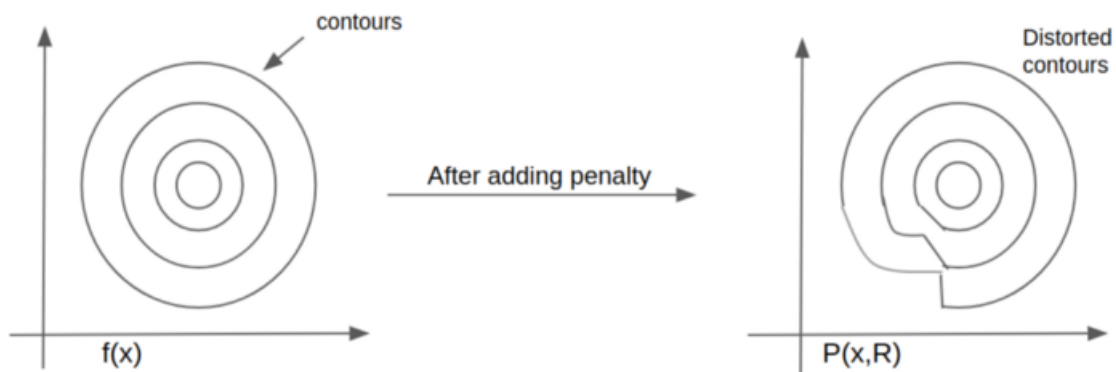 contours
Distorted
contours
After adding penalty
f(x)
P(x,R)